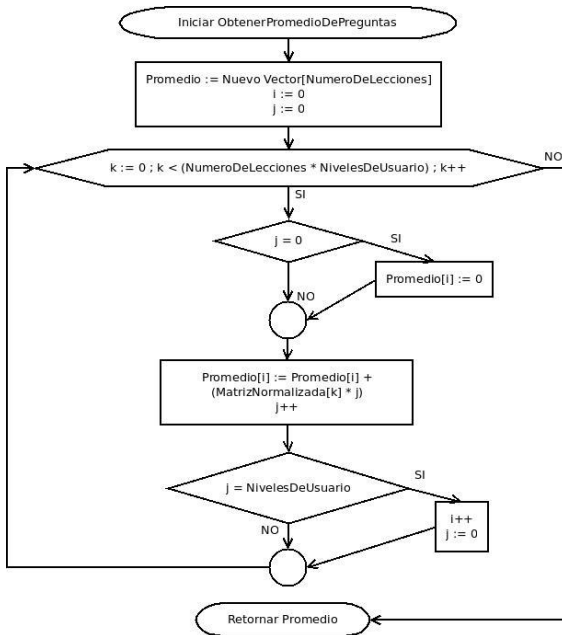 Iniciar ObtenerPromedioDePreguntas
Promedio := Nuevo Vector[NumeroDeLecciones]
i := 0
j := 0
k := 0 ; k < (NumeroDeLecciones * NivelesDeUsuario) ; k++
NO
SI
j = 0
SI
Promedio[i] := 0
NO
Promedio[i] := Promedio[i] +
(MatrizNormalizada[k] * j)
j++
j = NivelesDeUsuario
SI
i++
j := 0
NO
Retornar Promedio